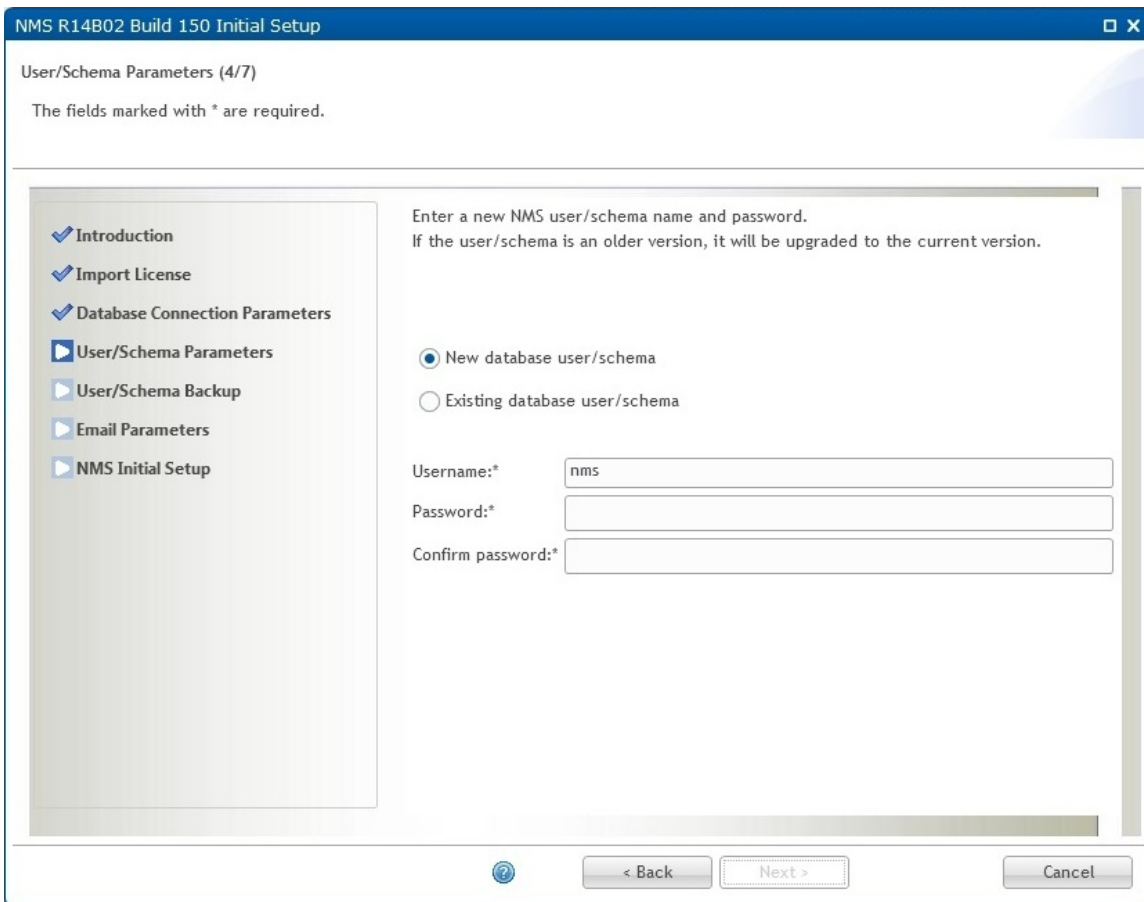 NMS R14B02 Build 150 Initial Setup
User/Schema Parameters (4/7)
The fields marked with * are required.
Introduction
Import License
Database Connection Parameters
User/Schema Parameters
User/Schema Backup
Email Parameters
NMS Initial Setup
Enter a new NMS user/schema name and password.
If the user/schema is an older version, it will be upgraded to the current version.
New database user/schema
Existing database user/schema
Username:* nms
Password:*
Confirm password:*
< Back Next > Cancel